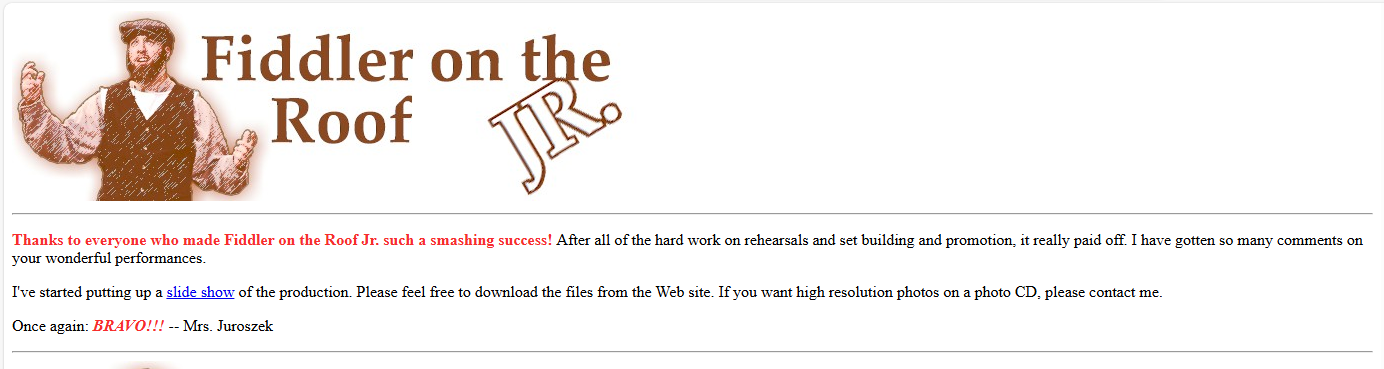 Fiddler on the
Roof JR.
Thanks to everyone who made Fiddler on the Roof Jr. such a smashing success! After all of the hard work on rehearsals and set building and promotion, it really paid off. I have gotten so many comments on
your wonderful performances.
I've started putting up a slide show of the production. Please feel free to download the files from the Web site. If you want high resolution photos on a photo CD, please contact me.
Once again: BRAVO!!! -- Mrs. Juroszek